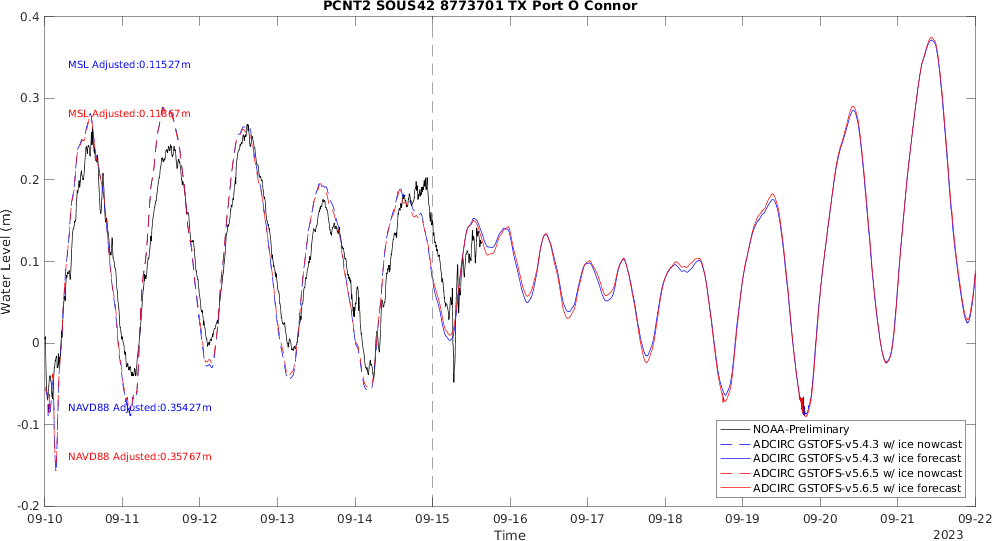 PCNT2 SOUS42 8773701 TX Port O Connor
0.4
0.3
0.2
0.1
0
-0.1
-0.2
Water Level (m)
MSL Adjusted:0.11527m
MSL Adjusted:0.11367m
NAVD88 Adjusted:0.35427m
NAVD88 Adjusted:0.35767m
NOAA-Preliminary
ADCIRC GSTOFS-v5.4.3 w/ ice nowcast
ADCIRC GSTOFS-v5.4.3 w/ ice forecast
ADCIRC GSTOFS-v5.6.5 w/ ice nowcast
ADCIRC GSTOFS-v5.6.5 w/ ice forecast
09-10 09-11 09-12 09-13 09-14 09-15 09-16 09-17 09-18 09-19 09-20 09-21 09-22
Time
2023